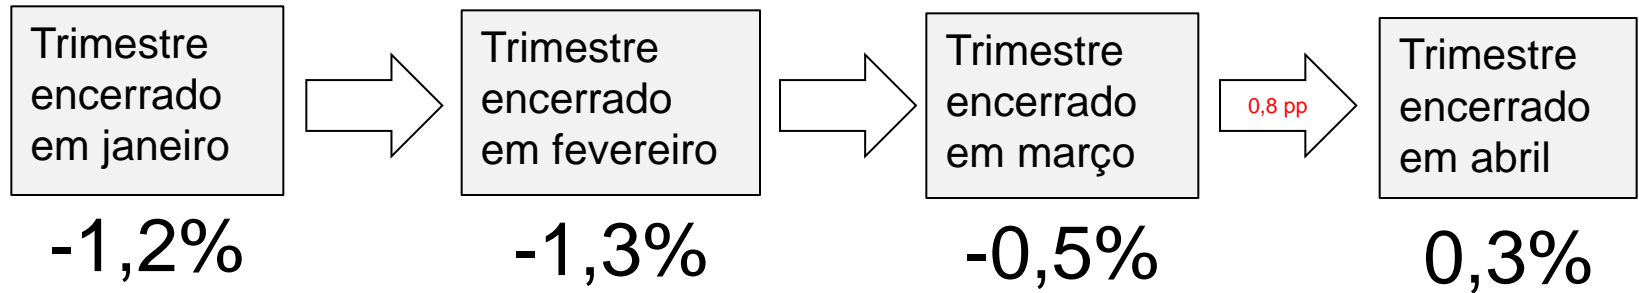 Trimestre
encerrado
em janeiro
-1,2%
Trimestre
encerrado
em fevereiro
-1,3%
Trimestre
encerrado
em março
-0,5%
0,8 pp
Trimestre
encerrado
em abril
0,3%